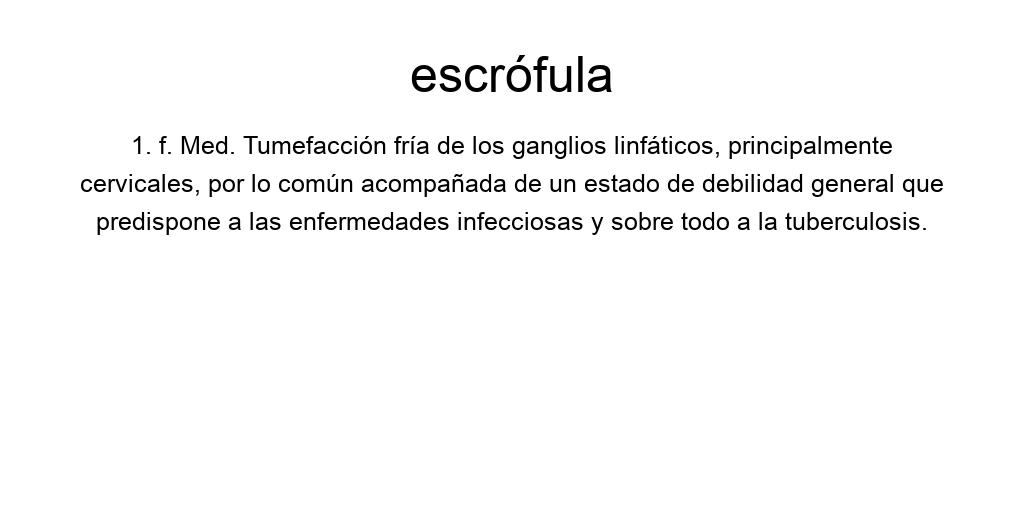 escrófula
1. f. Med. Tumefacción fría de los ganglios linfáticos, principalmente
cervicales, por lo común acompañada de un estado de debilidad general que
predispone a las enfermedades infecciosas y sobre todo a la tuberculosis.